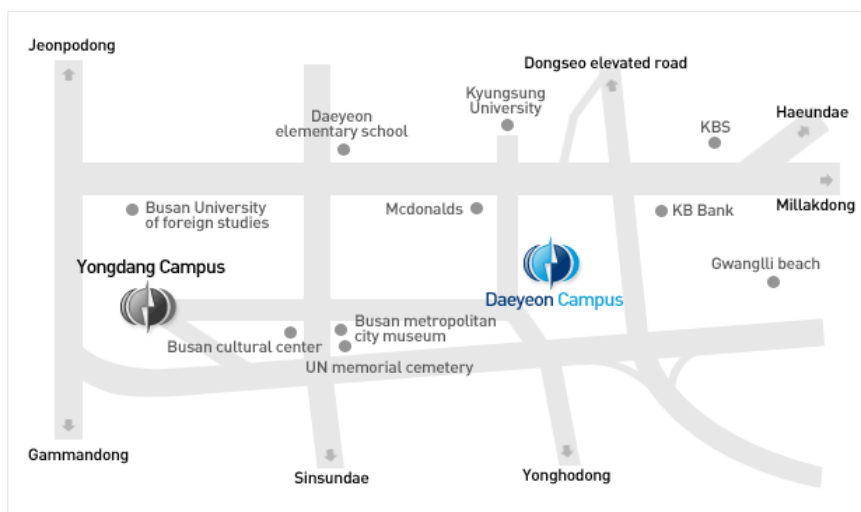 Jeonpodong
Dongseo elevated road
Kyungsung
University
Haeundae
Daeyeon
elementary school
KBS
Busan University
of foreign studies
Mcdonalds
KB Bank
Millakdong
Yongdang Campus
Gwanglli beach
Daeyeon Campus
Busan metropolitan
city museum
Busan cultural center
UN memorial cemetery
Gammandong
Sinsundae
Yonghodong